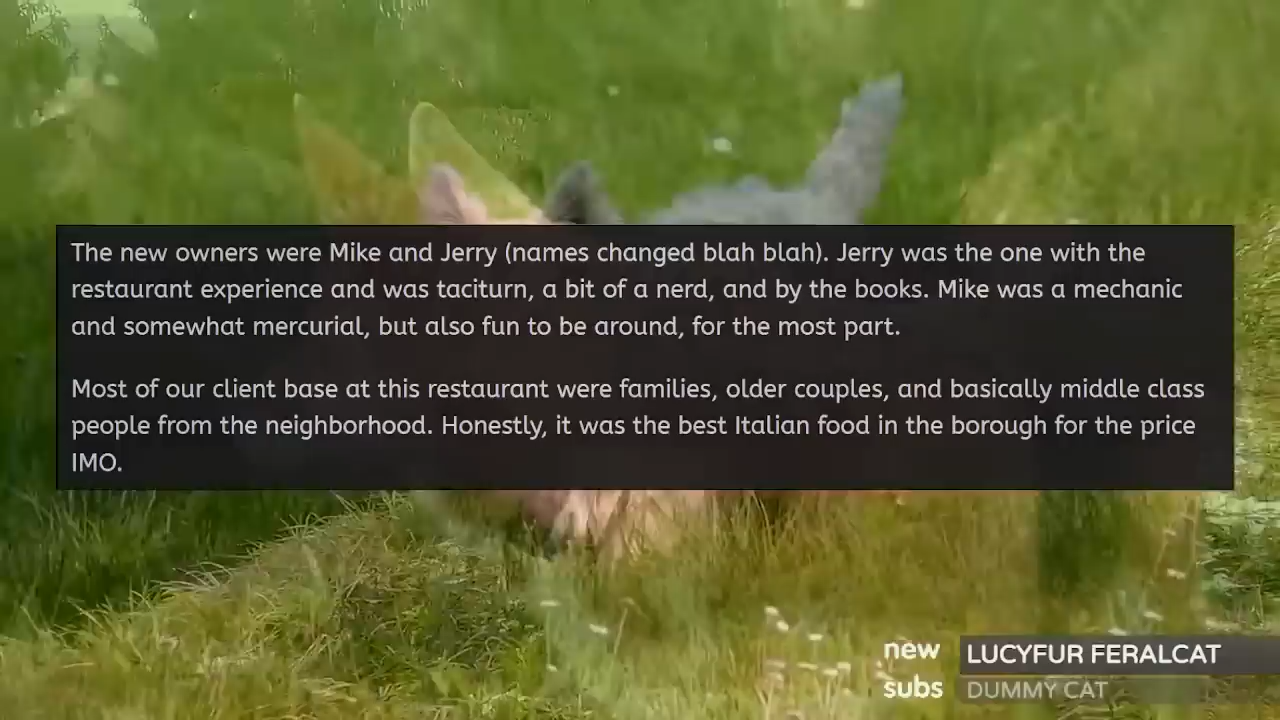 The new owners were Mike and Jerry (names changed blah blah). Jerry was the one with the
restaurant experience and was taciturn, a bit of a nerd, and by the books. Mike was a mechanic
and somewhat mercurial, but also fun to be around, for the most part.
Most of our client base at this restaurant were families, older couples, and basically middle class
people from the neighborhood. Honestly, it was the best Italian food in the borough for the price
IMO.
new LUCYFUR FERALCAT
subs DUMMY CAT